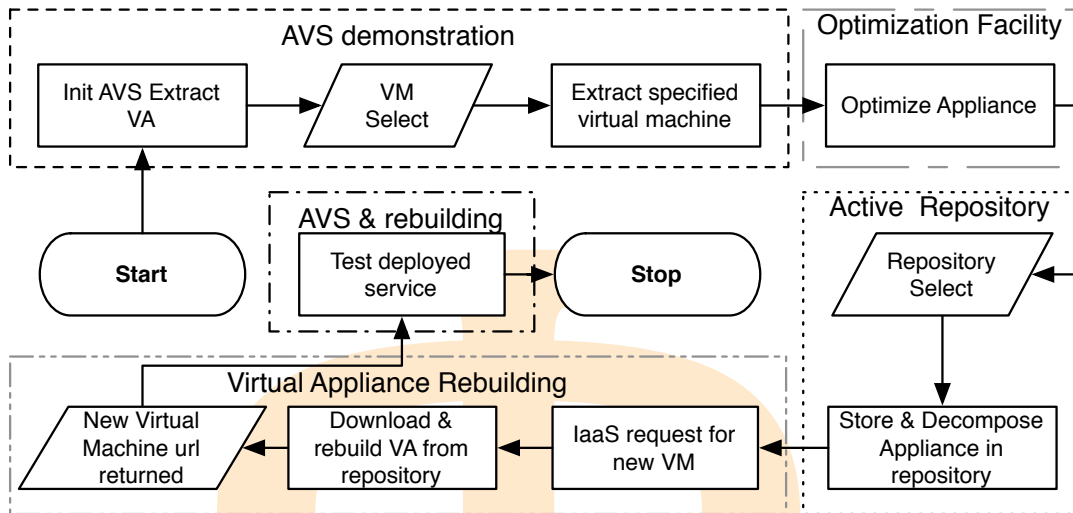 AVS demonstration
Optimization Facility
Init AVS Extract
VA
VM
Select
Extract specified
virtual machine
Optimize Appliance
AVS & rebuilding
Active Repository
Start
Test deployed
service
Stop
Repository
Select
Virtual Appliance Rebuilding
New Virtual
Machine url
returned
Download &
rebuild VA from
repository
IaaS request for
new VM
Store & Decompose
Appliance in
repository